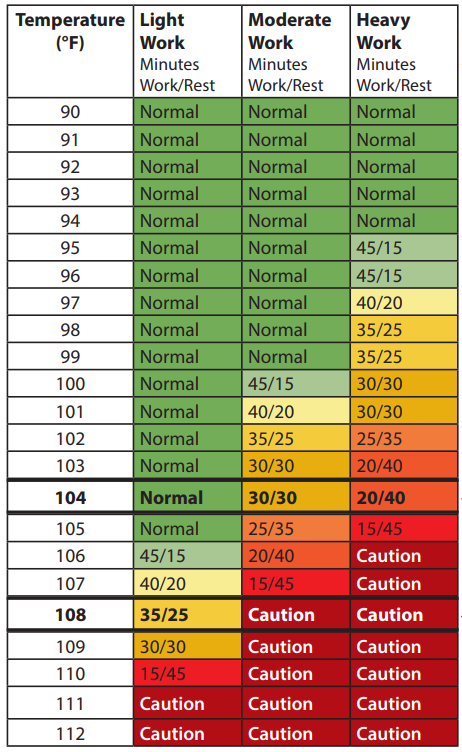 Temperature (°F) Light Work Minutes Work/Rest Moderate Work Minutes Work/Rest Heavy Work Minutes Work/Rest
90 Normal Normal Normal
91 Normal Normal Normal
92 Normal Normal Normal
93 Normal Normal Normal
94 Normal Normal Normal
95 Normal Normal 45/15
96 Normal Normal 45/15
97 Normal Normal 40/20
98 Normal Normal 35/25
99 Normal Normal 35/25
100 Normal 45/15 30/30
101 Normal 40/20 30/30
102 Normal 35/25 25/35
103 Normal 30/30 20/40
104 Normal 30/30 20/40
105 Normal 25/35 15/45
106 45/15 20/40 Caution
107 40/20 15/45 Caution
108 35/25 Caution Caution
109 30/30 Caution Caution
110 15/45 Caution Caution
111 Caution Caution Caution
112 Caution Caution Caution